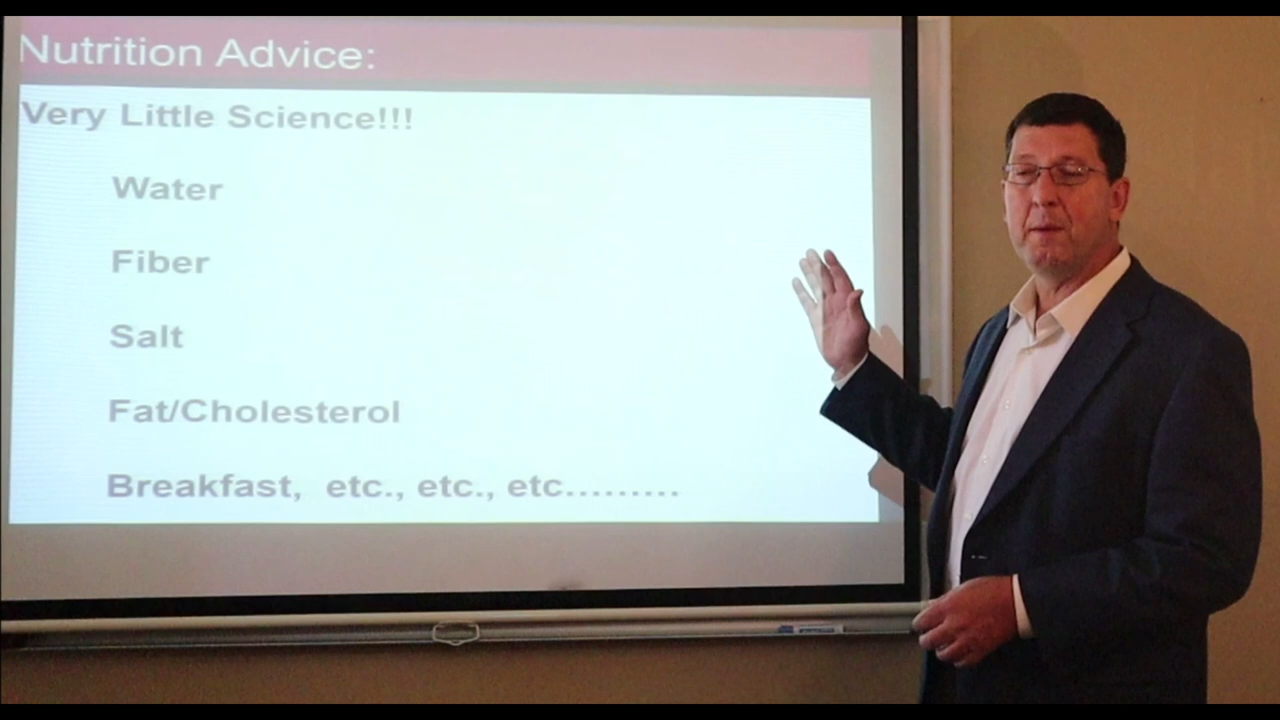 Nutrition Advice:
Very Little Science!!!
Water
Fiber
Salt
Fat/Cholesterol
Breakfast, etc., etc., etc.........